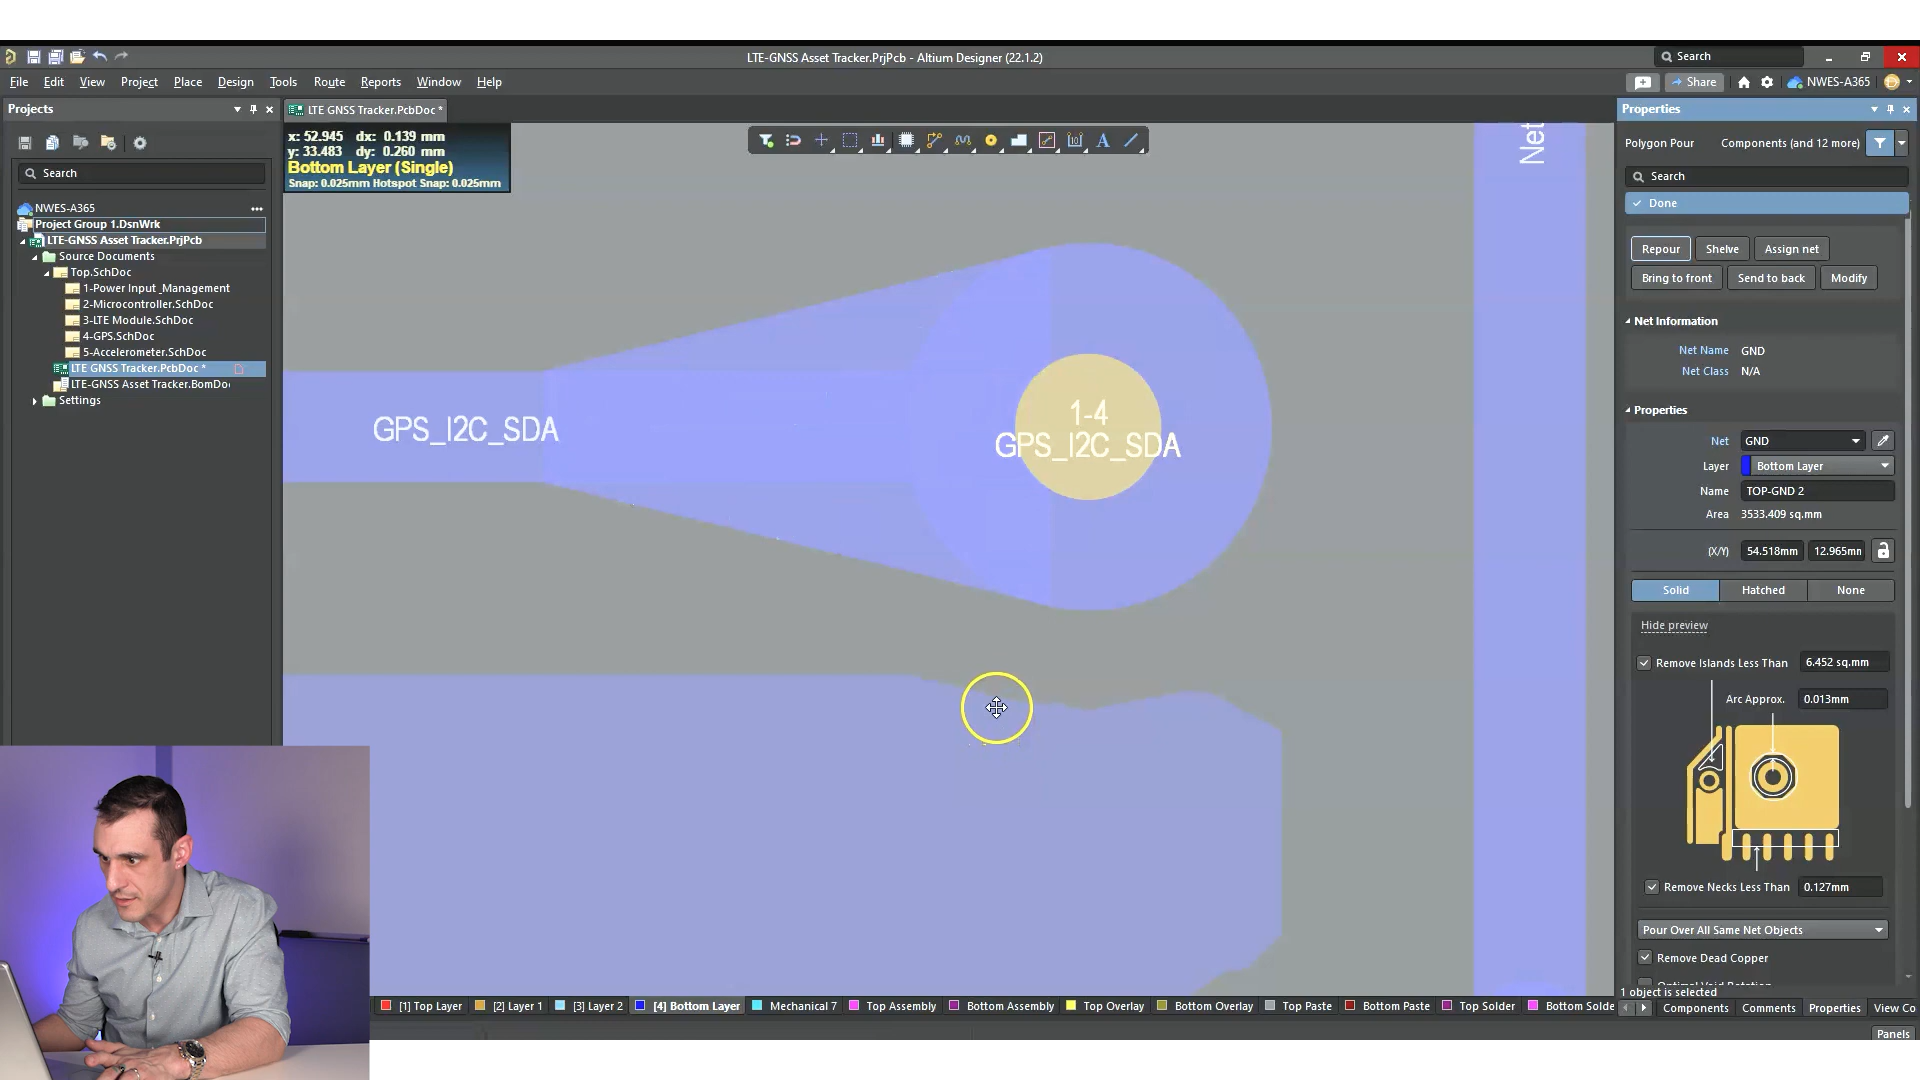 LTE-GNSS Asset Tracker.PrjPcb - Altium Designer (22.1.2)
Search
File Edit View Project Place Design Tools Route Reports Window Help
Share
NWES-A365
Projects
LTE GNSS Tracker.PcbDoc *
Properties
x: 52.945 dx: 0.139 mm
y: 33.483 dy: 0.260 mm
Bottom Layer (Single)
Snap: 0.025mm Hotspot Snap: 0.025mm
Search
NWES-A365
Project Group 1.DsnWrk
LTE-GNSS Asset Tracker.PrjPcb
Source Documents
Top.SchDoc
1-Power Input_Management
2-Microcontroller.SchDoc
3-LTE Module.SchDoc
4-GPS.SchDoc
5-Accelerometer.SchDoc
LTE GNSS Tracker.PcbDoc *
LTE-GNSS Asset Tracker.BomDo
Settings
GPS_I2C_SDA
1-4
GPS_I2C_SDA
Net
Polygon Pour Components (and 12 more)
Search
Done
Repour Shelve Assign net
Bring to front Send to back Modify
Net Information
Net Name GND
Net Class N/A
Properties
Net GND
Layer Bottom Layer
Name TOP-GND 2
Area 3533.409 sq.mm
(X/Y) 54.518mm 12.965mm
Solid Hatched None
Hide preview
Remove Islands Less Than 6.452 sq.mm
Arc Approx. 0.013mm
Remove Necks Less Than 0.127mm
Pour Over All Same Net Objects
Remove Dead Copper
1 object is selected
[1] Top Layer [2] Layer 1 [3] Layer 2 [4] Bottom Layer Mechanical 7 Top Assembly Bottom Assembly Top Overlay Bottom Overlay Top Paste Bottom Paste Top Solder Bottom Solde
Components Comments Properties View Co
Panels